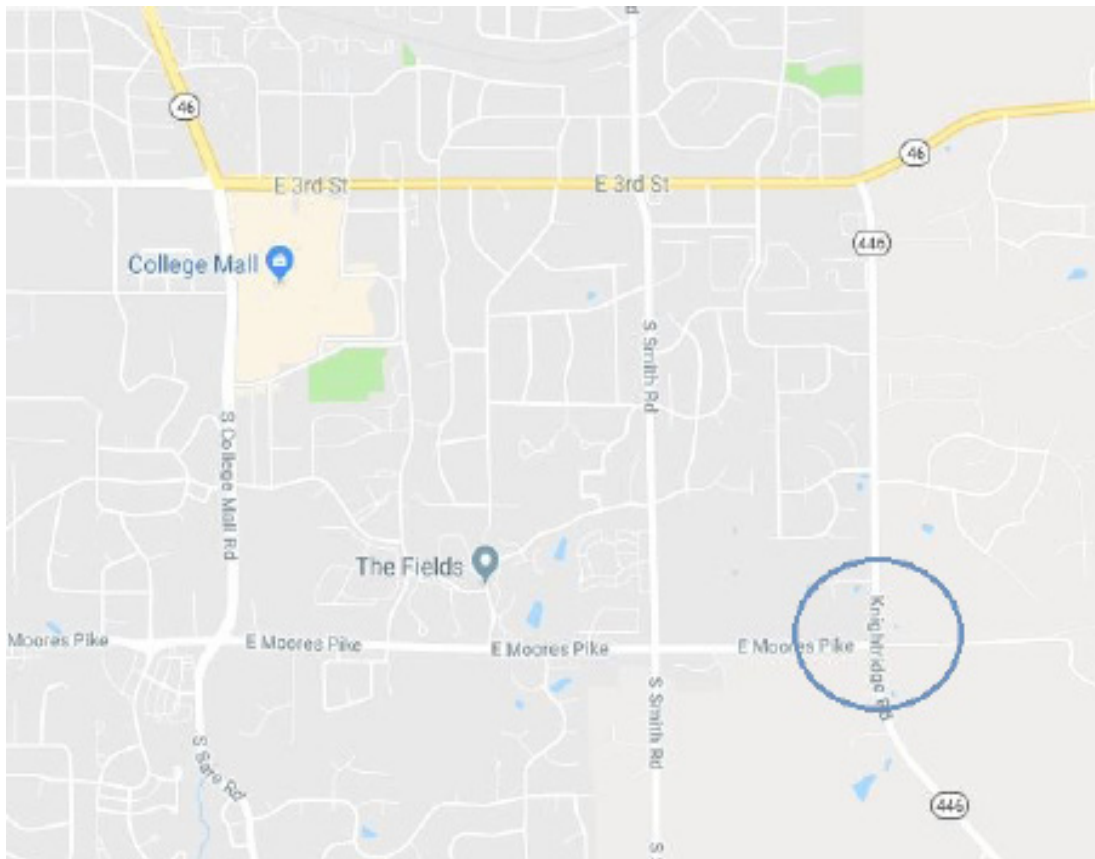 46
E 3rd St
E 3rd St
46
446
College Mall
S Smith Rd
S College Mall Rd
The Fields
Moores Pike
E Moores Pike
E Moores Pike
E Moores Pike
Knightridge Rd
S Smith Rd
S Sare Rd
446